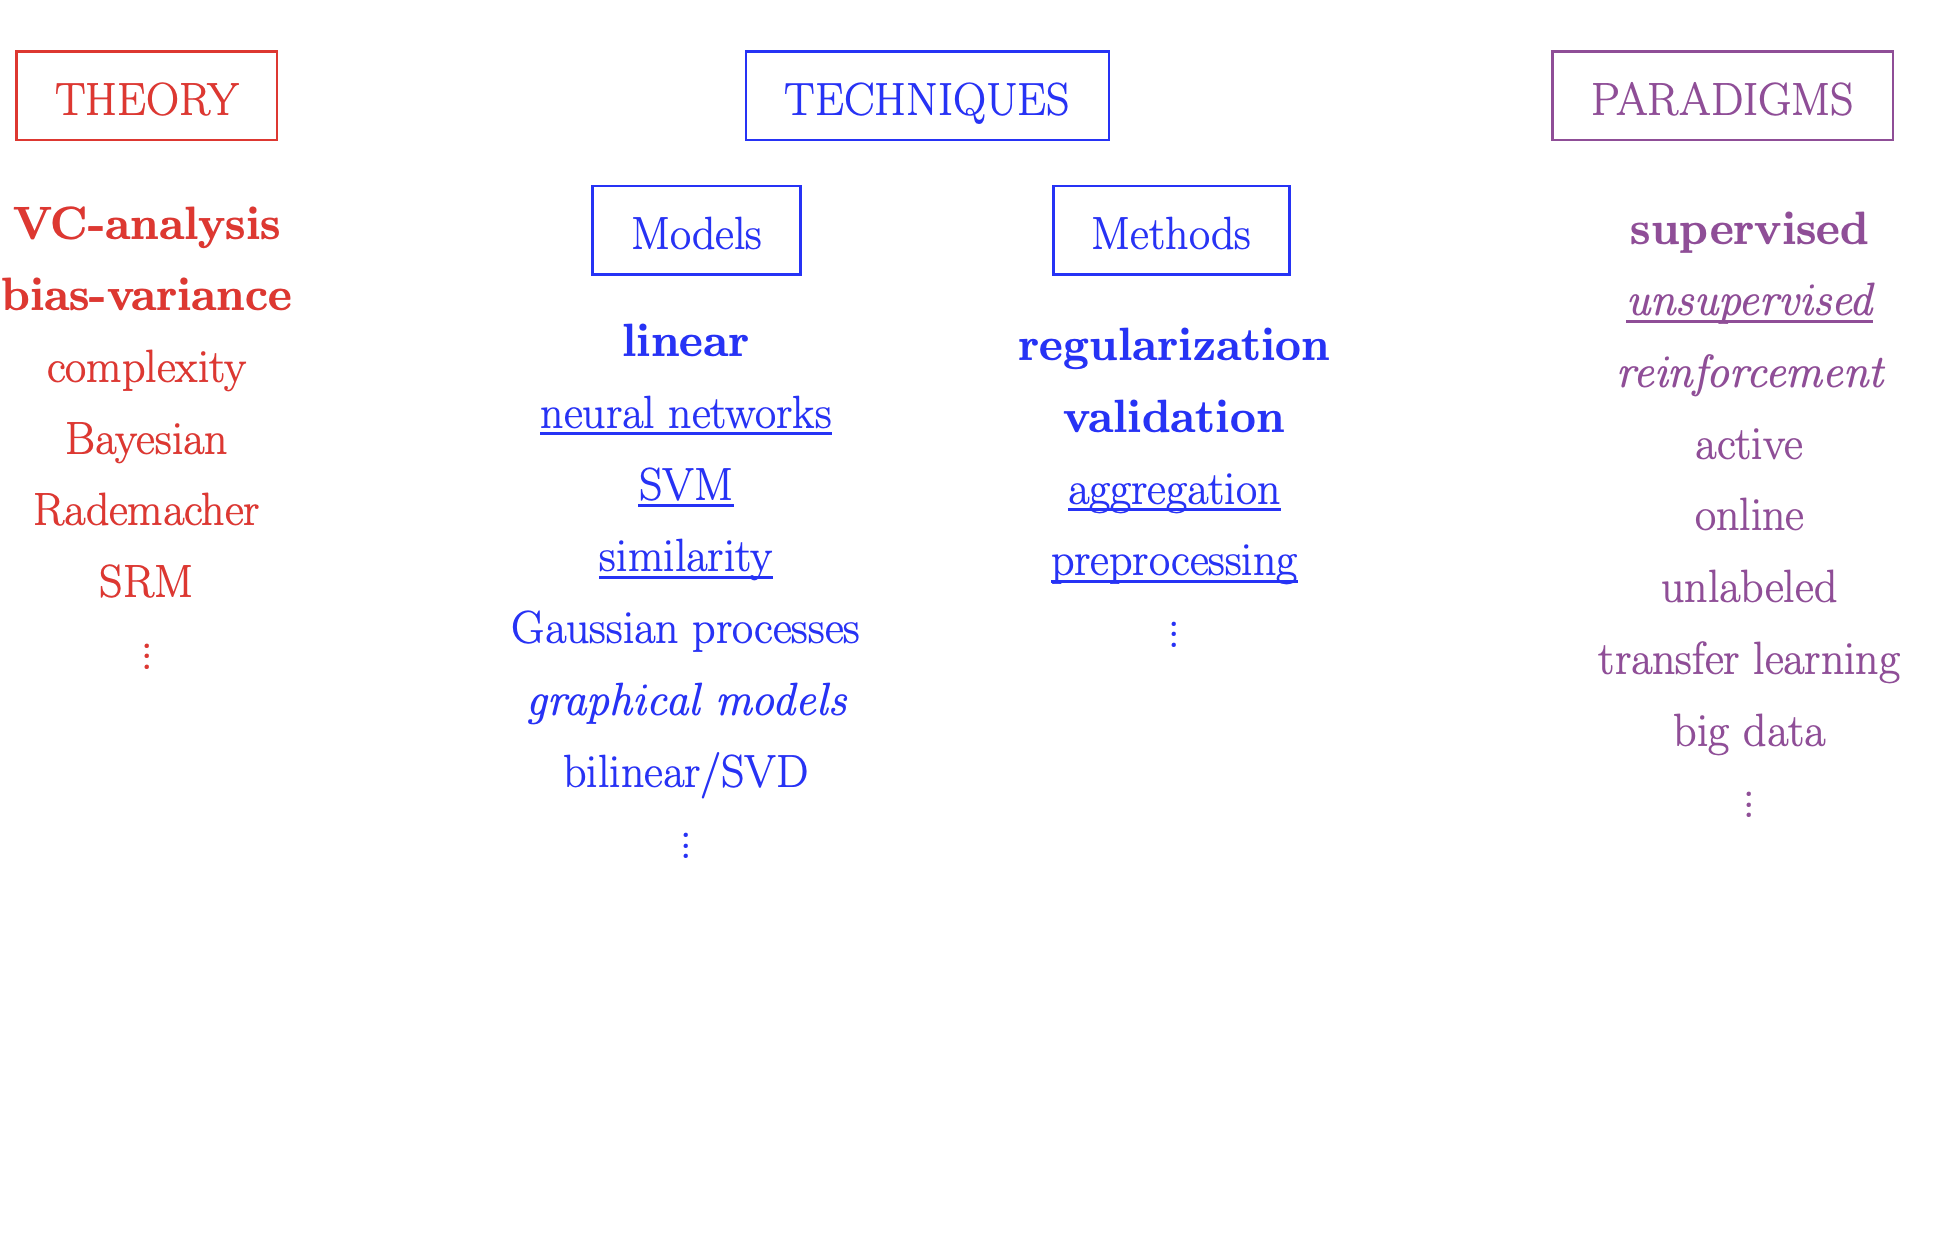 THEORY
VC-analysis
bias-variance
complexity
Bayesian
Rademacher
SRM
⋮
TECHNIQUES
Models
linear
neural networks
SVM
similarity
Gaussian processes
graphical models
bilinear/SVD
⋮
Methods
regularization
validation
aggregation
preprocessing
⋮
PARADIGMS
supervised
unsupervised
reinforcement
active
online
unlabeled
transfer learning
big data
⋮